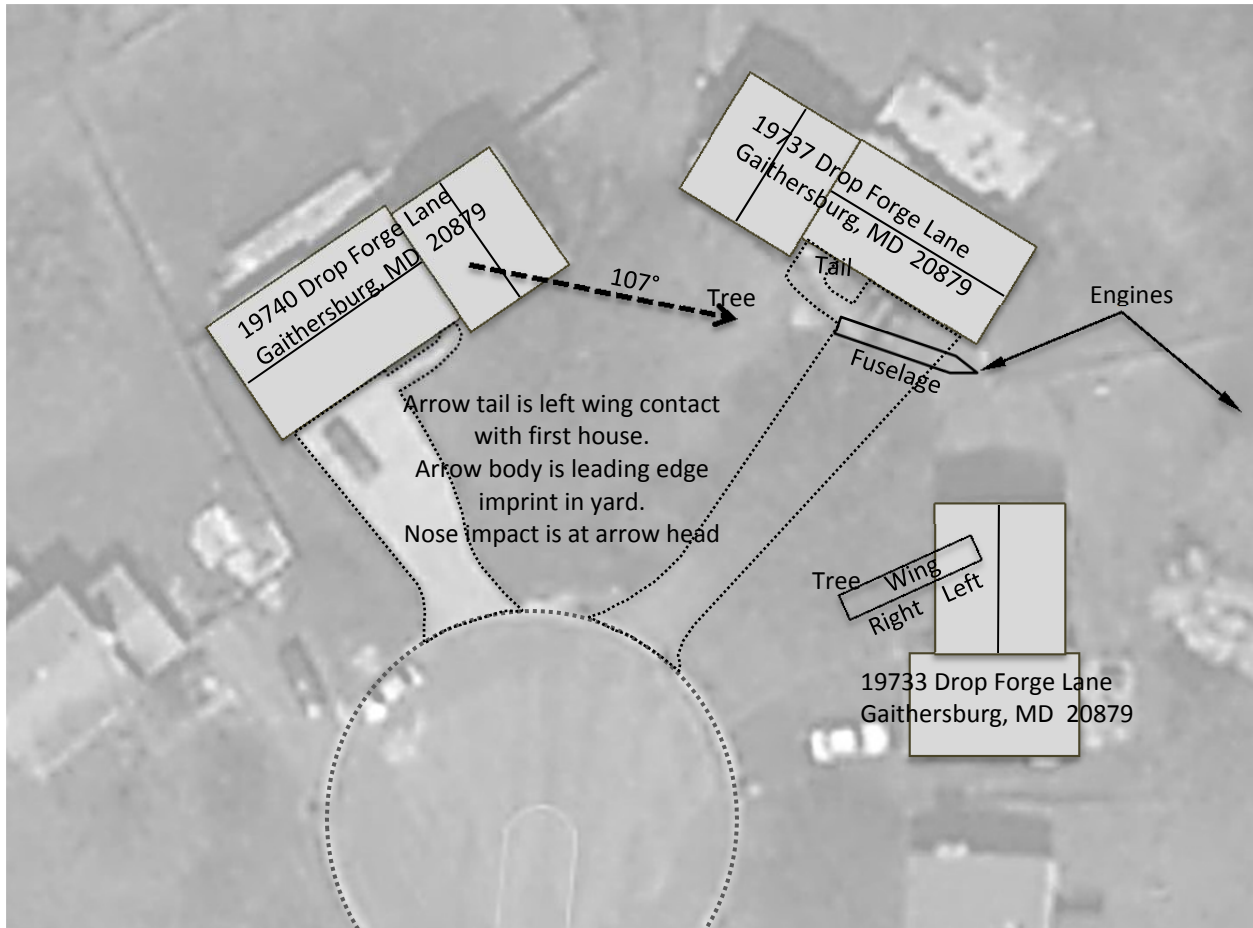 19740 Drop Forge Lane
Gaithersburg, MD  20879
19737 Drop Forge Lane
Gaithersburg, MD  20879
107°
Tree
Tail
Engines
Fuselage
Arrow tail is left wing contact
with first house.
Arrow body is leading edge
imprint in yard.
Nose impact is at arrow head
Tree
Wing
Right
Left
19733 Drop Forge Lane
Gaithersburg, MD  20879